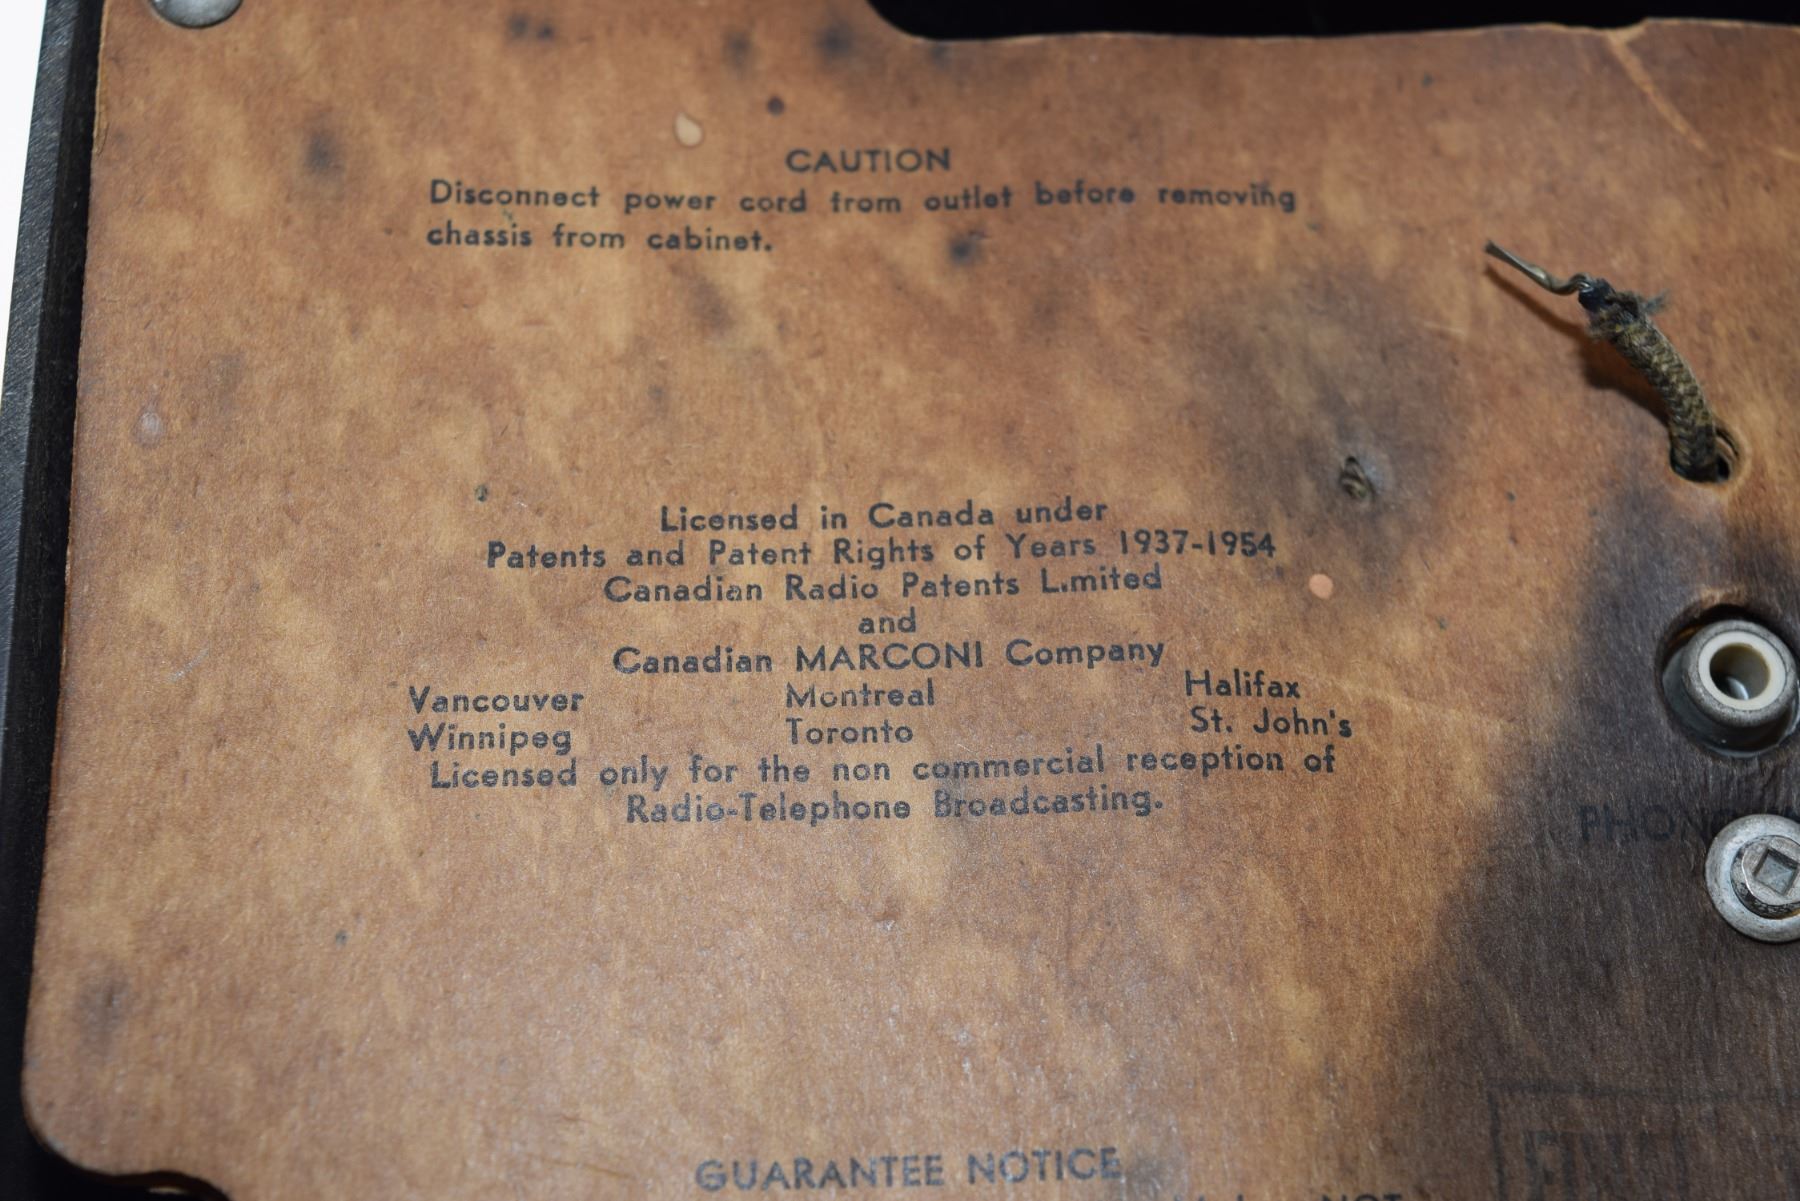 CAUTION
Disconnect power cord from outlet before removing
chassis from cabinet.
Licensed in Canada under
Patents and Patent Rights of Years 1937-1954
Canadian Radio Patents L.mited
and
Canadian MARCONI Company
Vancouver Montreal Halifax
Winnipeg Toronto St. John's
Licensed only for the non commercial reception of
Radio-Telephone Broadcasting.
GUARANTEE NOTICE
NOT